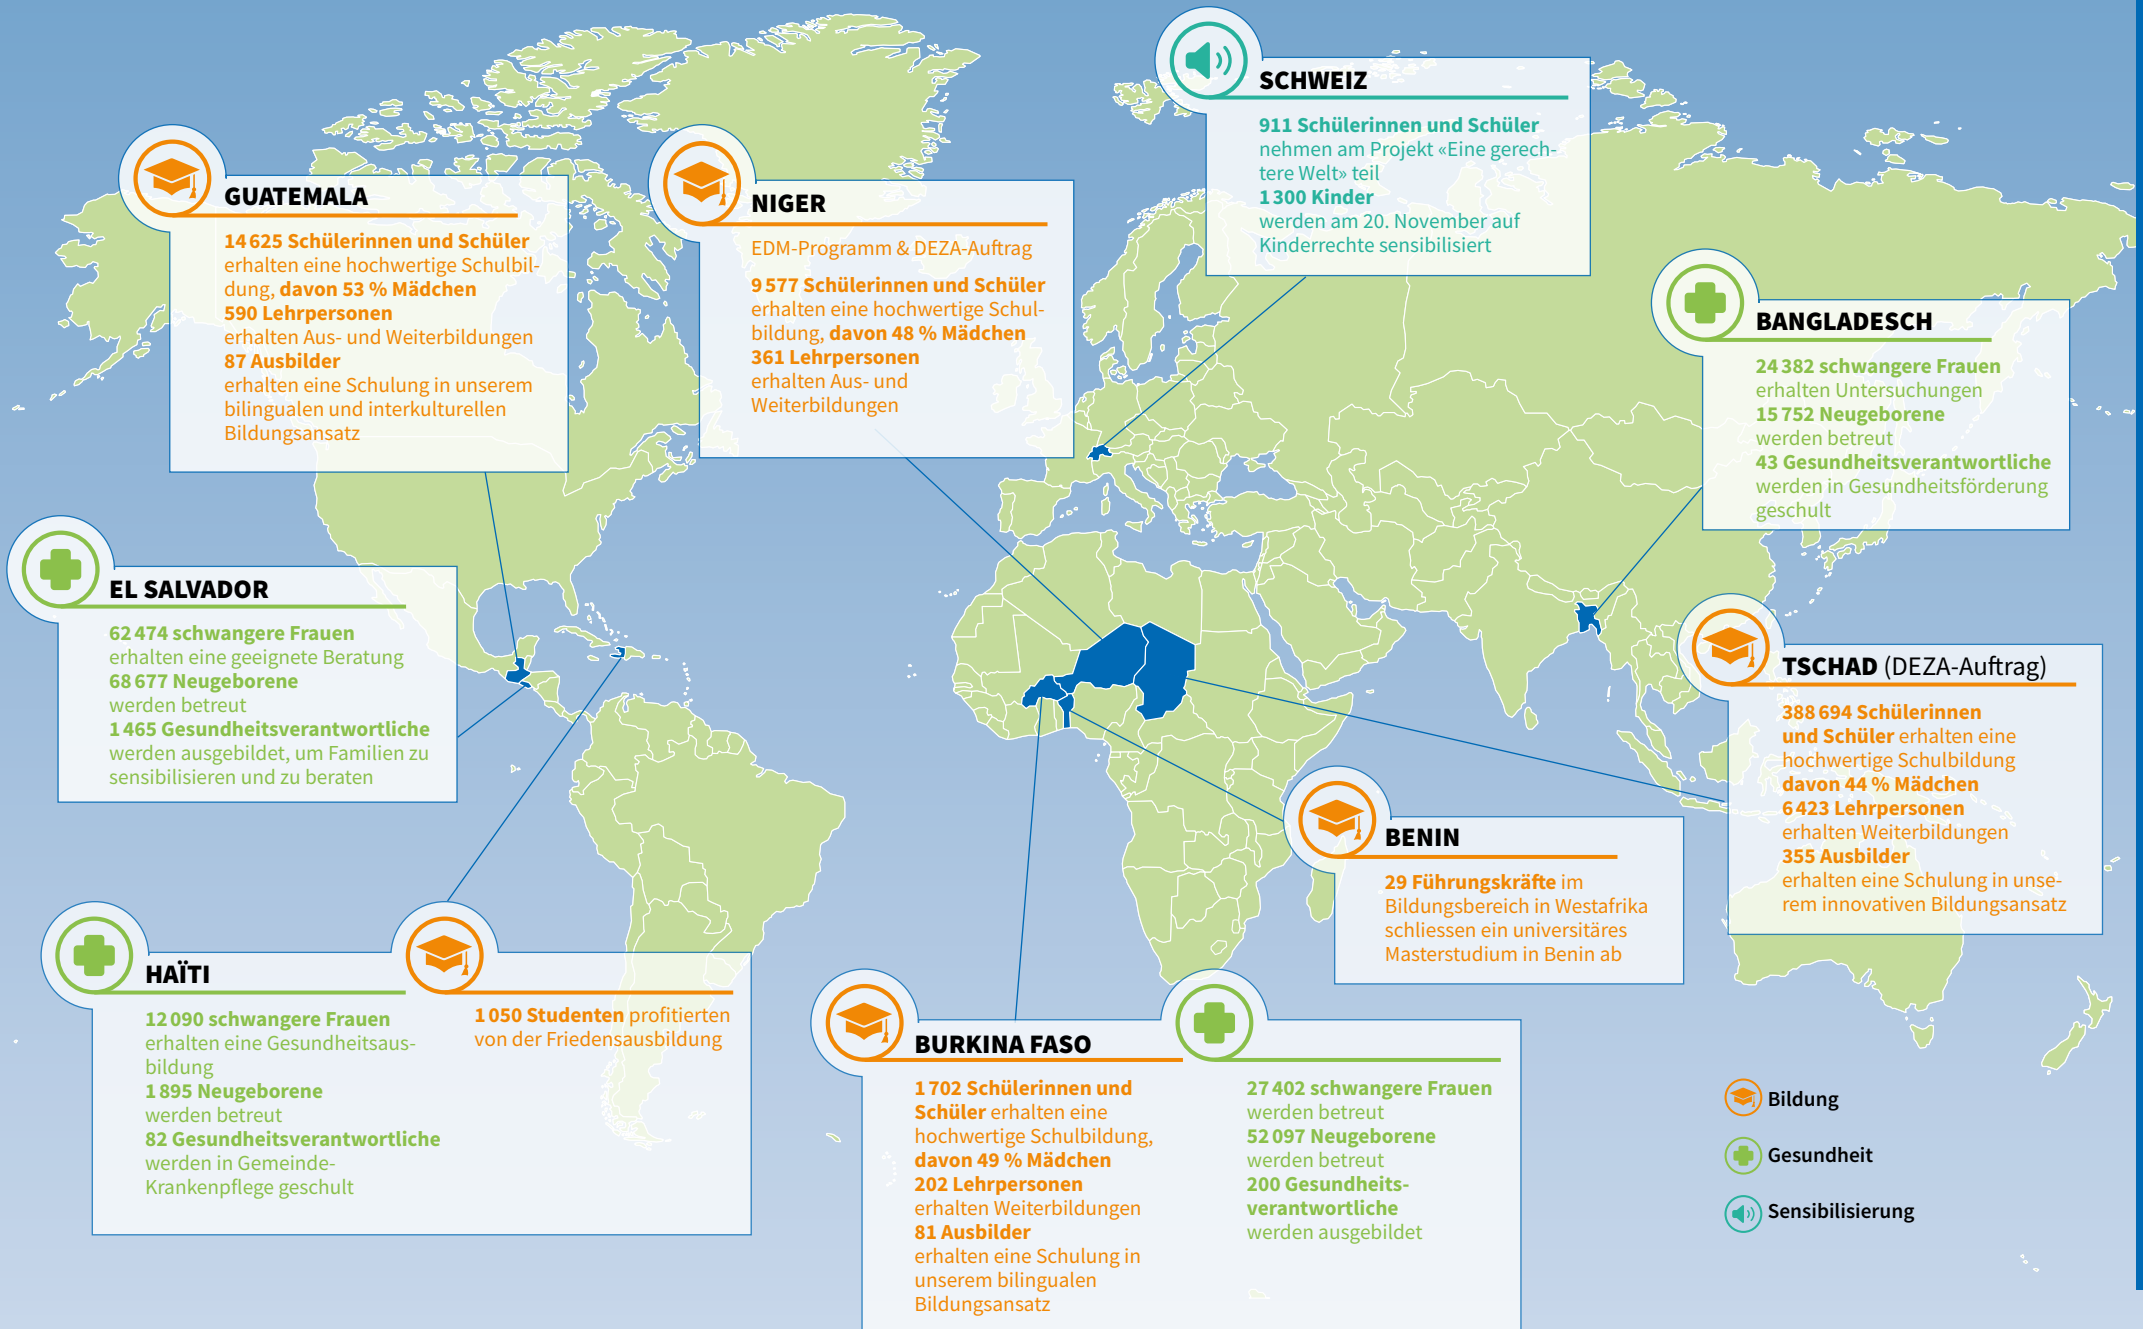 SCHWEIZ
911 Schülerinnen und Schüler
nehmen am Projekt «Eine gerech-
tere Welt» teil
1300 Kinder
werden am 20. November auf
Kinderrechte sensibilisiert
GUATEMALA
14 625 Schülerinnen und Schüler
erhalten eine hochwertige Schulbil-
dung, davon 53 % Mädchen
590 Lehrpersonen
erhalten Aus- und Weiterbildungen
87 Ausbilder
erhalten eine Schulung in unserem
bilingualen und interkulturellen
Bildungsansatz
NIGER
EDM-Programm & DEZA-Auftrag
9 577 Schülerinnen und Schüler
erhalten eine hochwertige Schul-
bildung, davon 48 % Mädchen
361 Lehrpersonen
erhalten Aus- und
Weiterbildungen
BANGLADESCH
24 382 schwangere Frauen
erhalten Untersuchungen
15 752 Neugeborene
werden betreut
43 Gesundheitsverantwortliche
werden in Gesundheitsförderung
geschult
EL SALVADOR
62 474 schwangere Frauen
erhalten eine geeignete Beratung
68 677 Neugeborene
werden betreut
1 465 Gesundheitsverantwortliche
werden ausgebildet, um Familien zu
sensibilisieren und zu beraten
TSCHAD (DEZA-Auftrag)
388 694 Schülerinnen
und Schüler erhalten eine
hochwertige Schulbildung
davon 44 % Mädchen
6 423 Lehrpersonen
erhalten Weiterbildungen
355 Ausbilder
erhalten eine Schulung in unse-
rem innovativen Bildungsansatz
BENIN
29 Führungskräfte im
Bildungsbereich in Westafrika
schliessen ein universitäres
Masterstudium in Benin ab
HAÏTI
12 090 schwangere Frauen
erhalten eine Gesundheitsaus-
bildung
1 895 Neugeborene
werden betreut
82 Gesundheitsverantwortliche
werden in Gemeinde-
Krankenpflege geschult
1 050 Studenten profitierten
von der Friedensausbildung
BURKINA FASO
1 702 Schülerinnen und
Schüler erhalten eine
hochwertige Schulbildung,
davon 49 % Mädchen
202 Lehrpersonen
erhalten Weiterbildungen
81 Ausbilder
erhalten eine Schulung in
unserem bilingualen
Bildungsansatz
27 402 schwangere Frauen
werden betreut
52 097 Neugeborene
werden betreut
200 Gesundheits-
verantwortliche
werden ausgebildet
Bildung
Gesundheit
Sensibilisierung